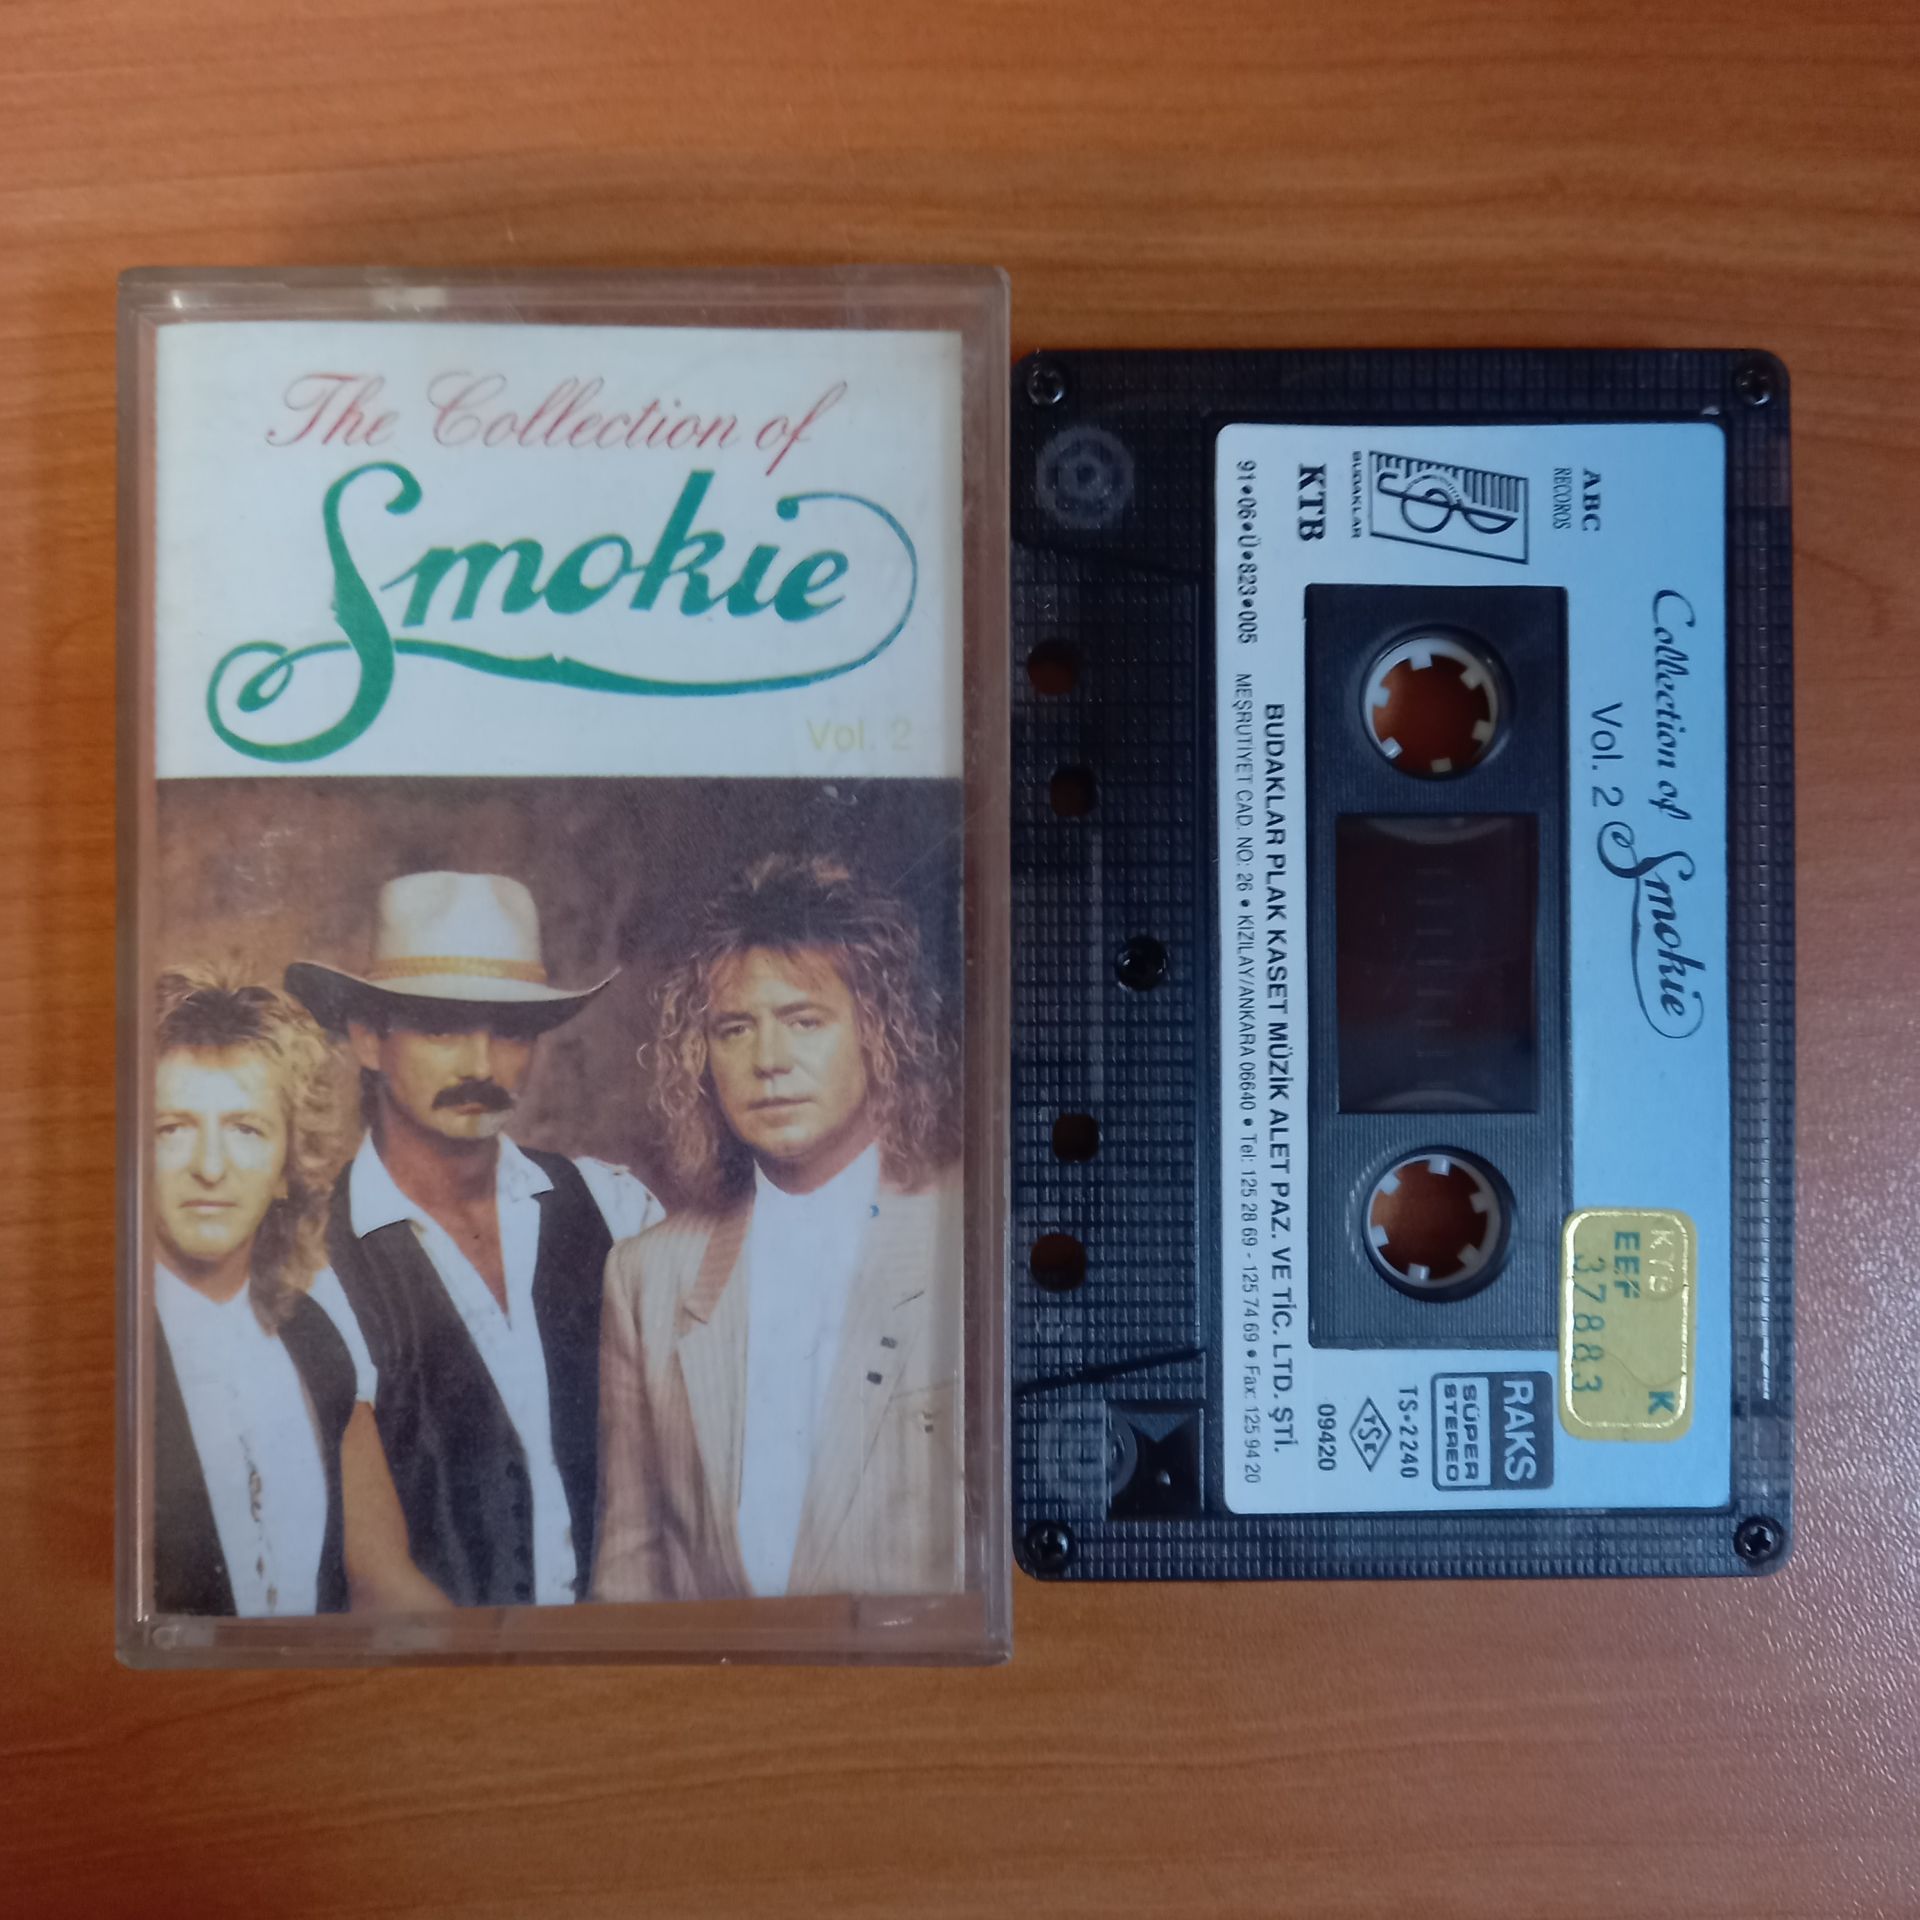 The Collection of
Smokie
Vol. 2
ABC
RECOROS
BUDAKLAR
KTB
Collection of Smokie
Vol. 2
KTB K
EEF
37883
RAKS
SÜPER
STEREO
TS•2240
TSE
09420
BUDAKLAR PLAK KASET MÜZİK ALET PAZ. VE TİC. LTD. ŞTİ.
91•06•Ü•823•005 MEŞRUTİYET CAD. NO: 26 • KIZILAY/ANKARA 06640 • Tel: 125 28 69 - 125 74 69 • Fax: 125 94 20